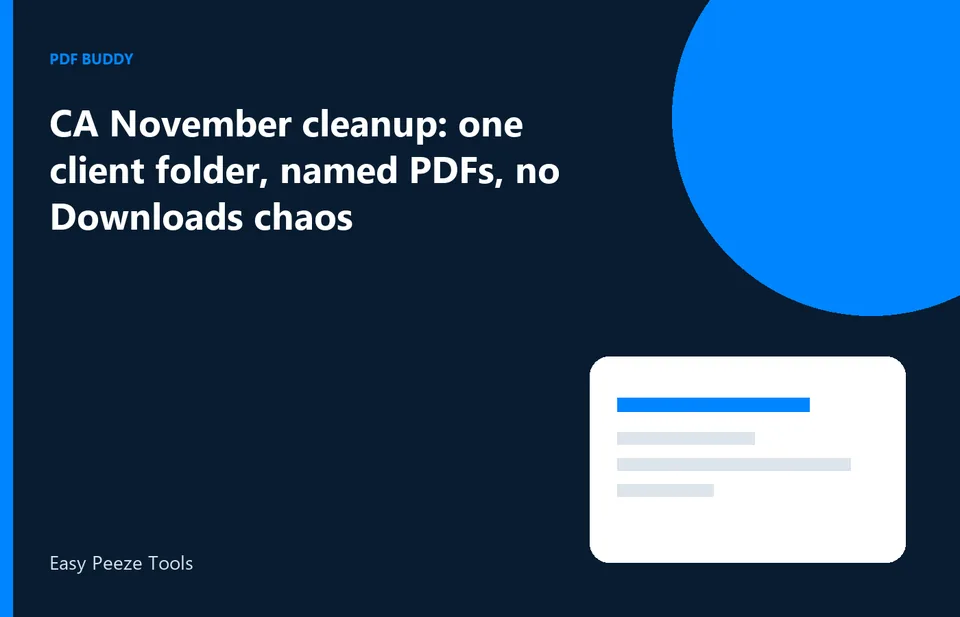 PDF BUDDY
CA November cleanup: one
client folder, named PDFs, no
Downloads chaos
Easy Peeze Tools